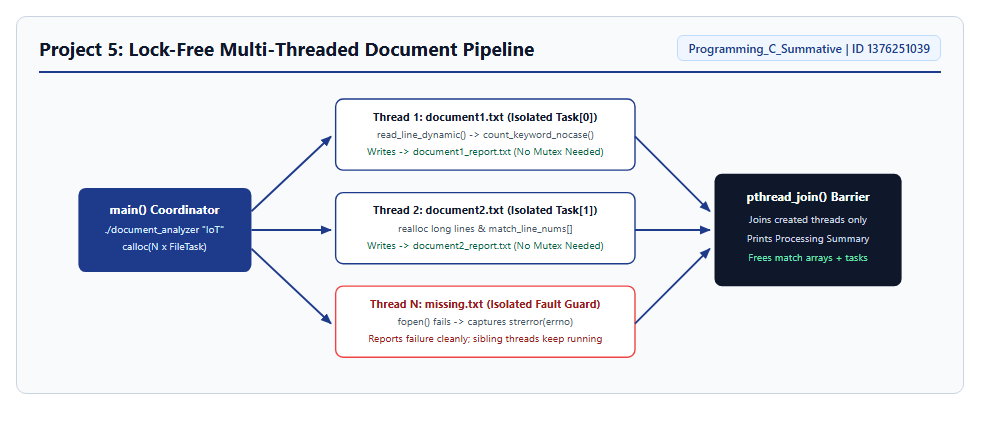 Project 5: Lock-Free Multi-Threaded Document Pipeline
Programming_C_Summative | ID 1376251039
Thread 1: document1.txt (Isolated Task[0])
read_line_dynamic() -> count_keyword_nocase()
Writes -> document1_report.txt (No Mutex Needed)
main() Coordinator
./document_analyzer "IoT"
calloc(N x FileTask)
Thread 2: document2.txt (Isolated Task[1])
realloc long lines & match_line_nums[]
Writes -> document2_report.txt (No Mutex Needed)
Thread N: missing.txt (Isolated Fault Guard)
fopen() fails -> captures strerror(errno)
Reports failure cleanly; sibling threads keep running
pthread_join() Barrier
Joins created threads only
Prints Processing Summary
Frees match arrays + tasks